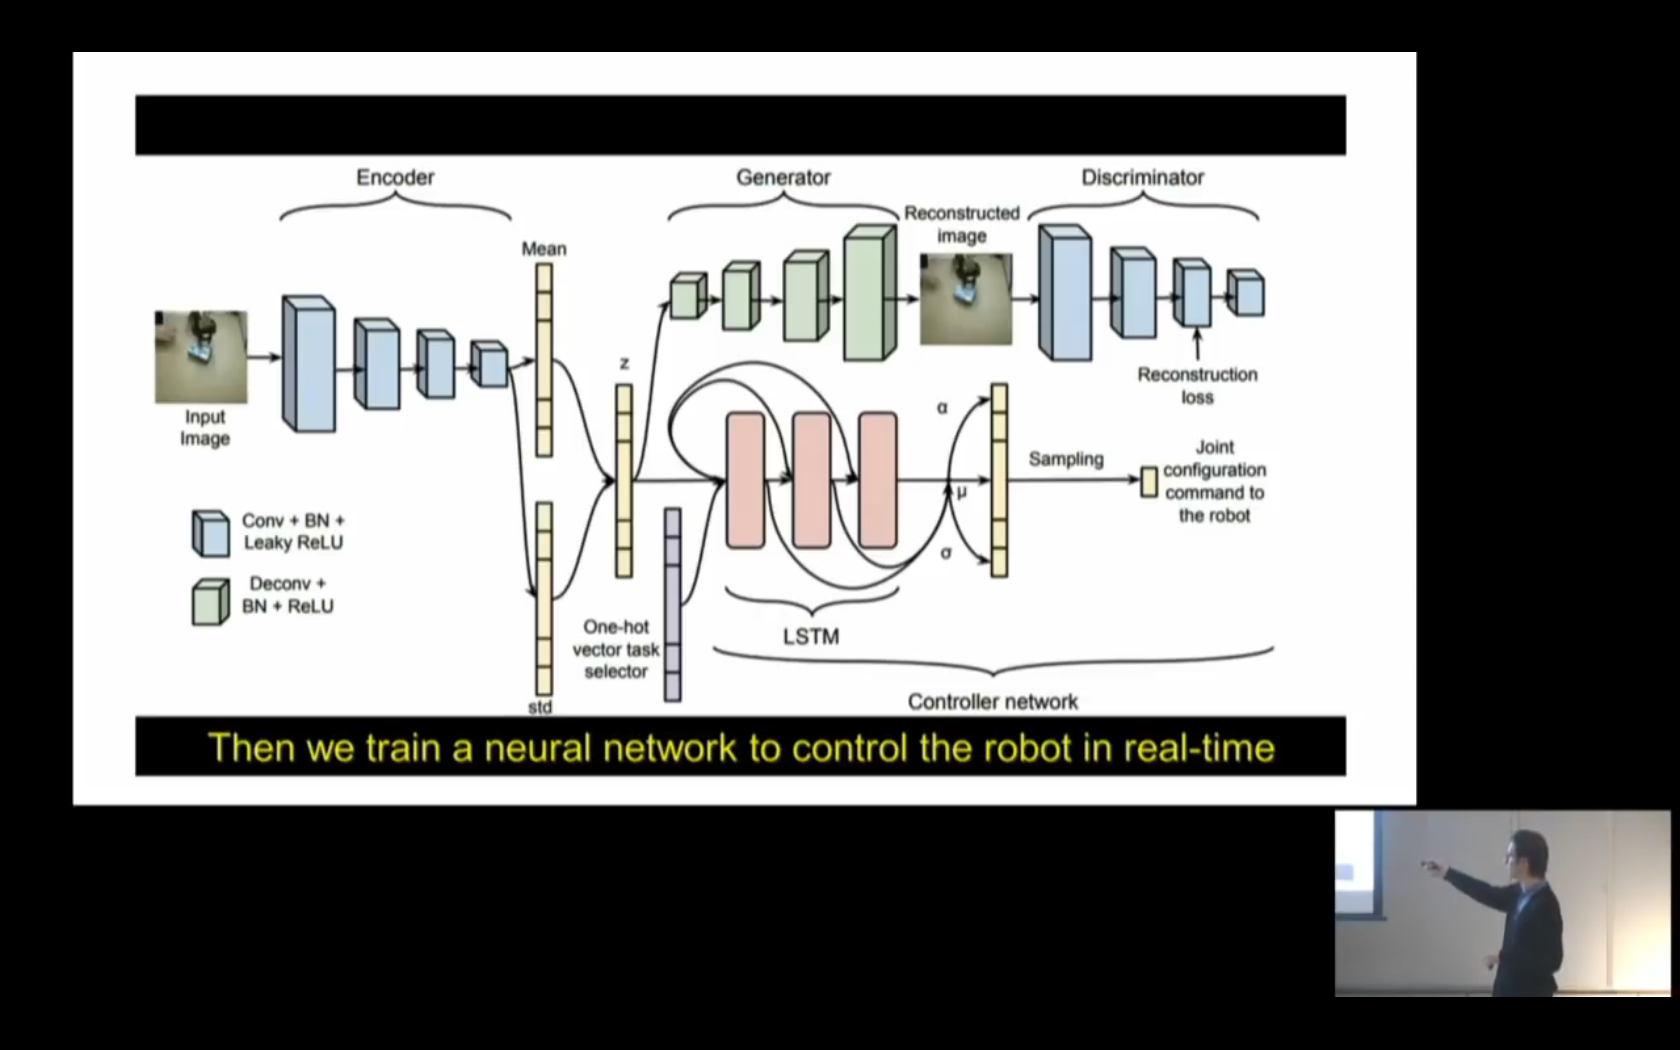 Encoder
Generator
Discriminator
Reconstructed
image
Mean
z
Input
Image
Reconstruction
loss
α
μ
σ
Sampling
Joint
configuration
command to
the robot
Conv + BN +
Leaky ReLU
Deconv +
BN + ReLU
One-hot
vector task
selector
std
LSTM
Controller network
Then we train a neural network to control the robot in real-time